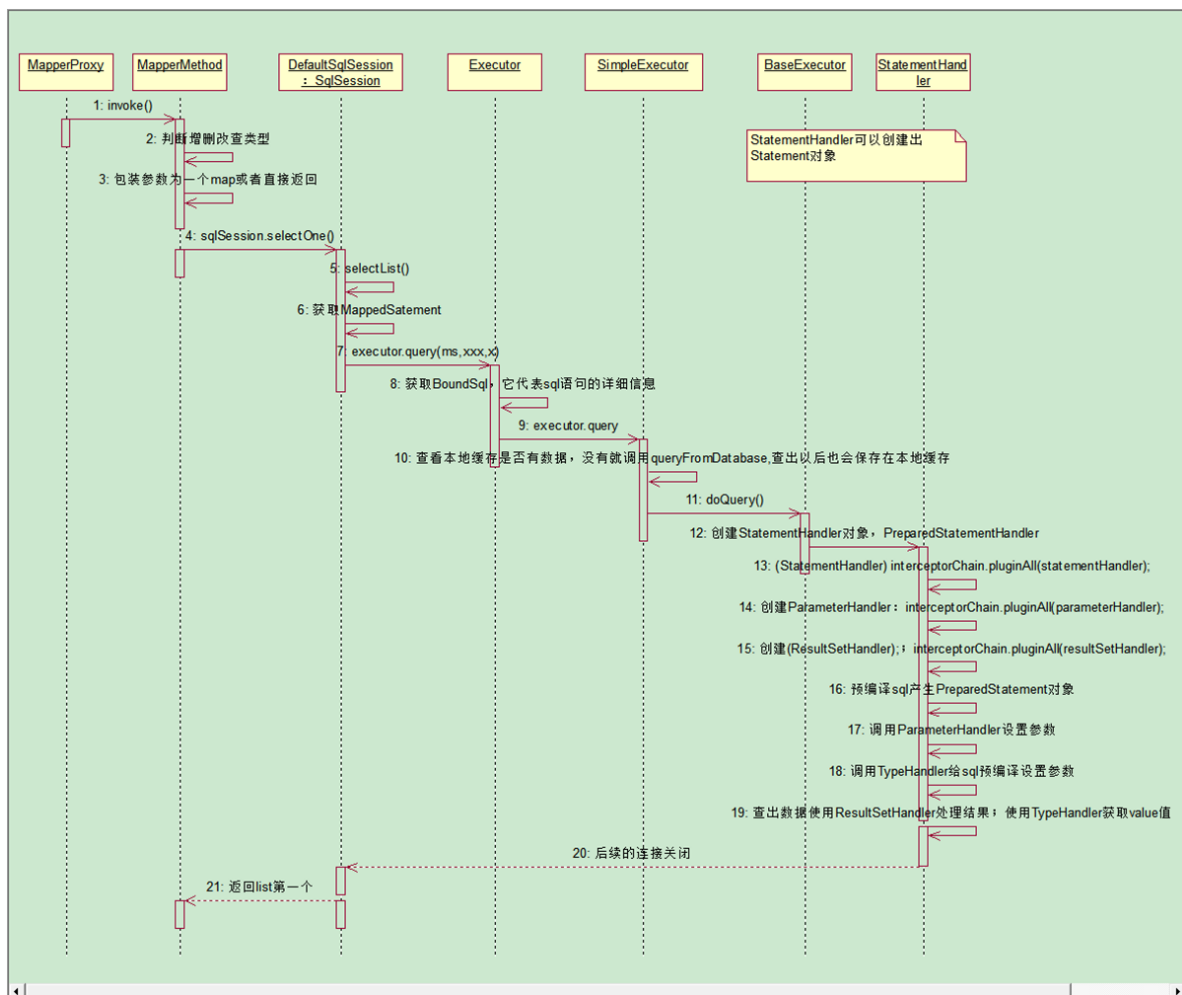 MapperProxy
MapperMethod
DefaultSqlSession
: SqlSession
Executor
SimpleExecutor
BaseExecutor
StatementHand
ler
1: invoke()
2: 判断增删改查类型
StatementHandler可以创建出
Statement对象
3: 包装参数为一个map或者直接返回
4: sqlSession.selectOne()
5: selectList()
6: 获取MappedSatement
7: executor.query(ms,xxx,x)
8: 获取BoundSql，它代表sql语句的详细信息
9: executor.query
10: 查看本地缓存是否有数据，没有就调用queryFromDatabase,查出以后也会保存在本地缓存
11: doQuery()
12: 创建StatementHandler对象，PreparedStatementHandler
13: (StatementHandler) interceptorChain.pluginAll(statementHandler);
14: 创建ParameterHandler：interceptorChain.pluginAll(parameterHandler);
15: 创建(ResultSetHandler);；interceptorChain.pluginAll(resultSetHandler);
16: 预编译sql产生PreparedStatement对象
17: 调用ParameterHandler设置参数
18: 调用TypeHandler给sql预编译设置参数
19: 查出数据使用ResultSetHandler处理结果；使用TypeHandler获取value值
20: 后续的连接关闭
21: 返回list第一个